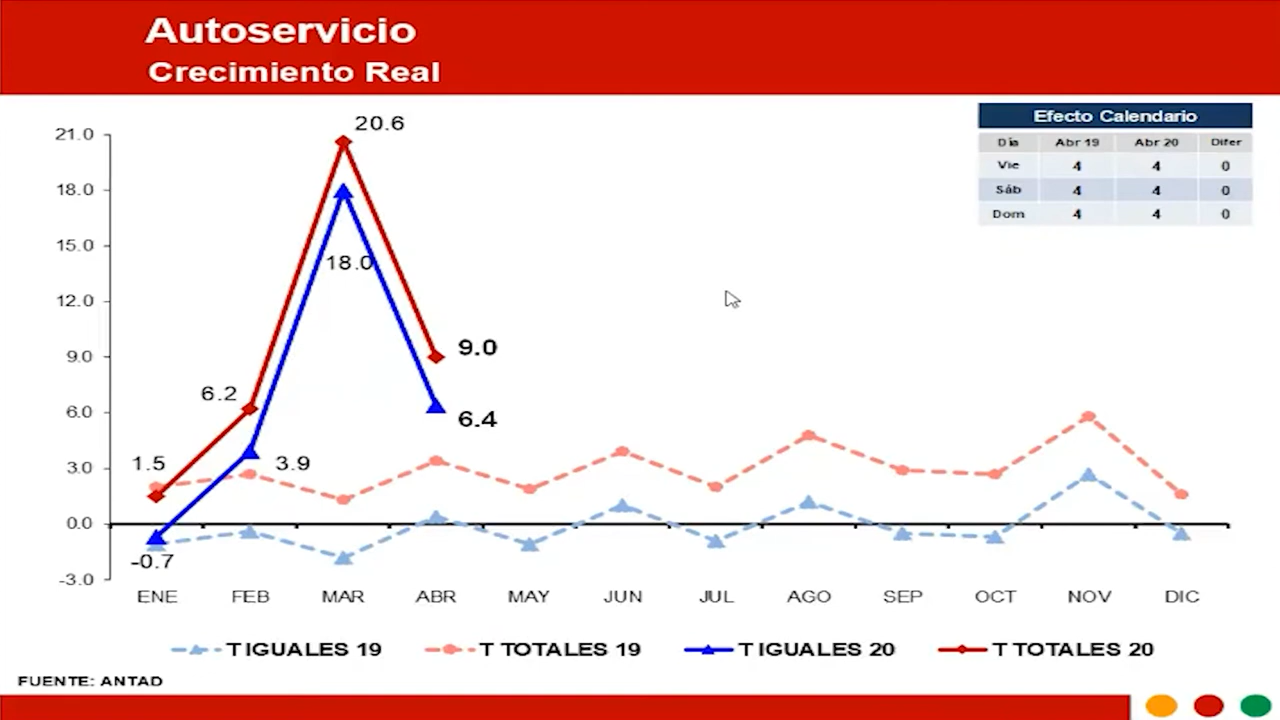 Autoservicio
Crecimiento Real
Efecto Calendario
Día Abr 19 Abr 20 Difer
Vie 4 4 0
Sáb 4 4 0
Dom 4 4 0
21.0
18.0
15.0
12.0
9.0
6.0
3.0
0.0
-3.0
20.6
18.0
9.0
6.4
6.2
3.9
1.5
-0.7
ENE FEB MAR ABR MAY JUN JUL AGO SEP OCT NOV DIC
T IGUALES 19 T TOTALES 19 T IGUALES 20 T TOTALES 20
FUENTE: ANTAD